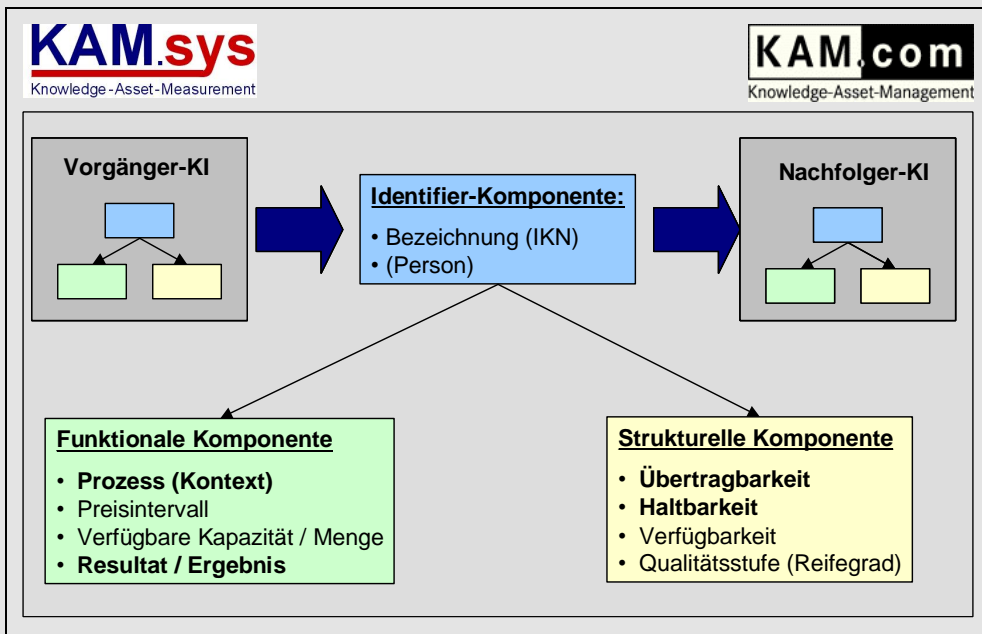 KAM.sys
Knowledge-Asset-Measurement
KAM.com
Knowledge-Asset-Management
Vorgänger-KI
Identifier-Komponente:
• Bezeichnung (IKN)
• (Person)
Nachfolger-KI
Funktionale Komponente
• Prozess (Kontext)
• Preisintervall
• Verfügbare Kapazität / Menge
• Resultat / Ergebnis
Strukturelle Komponente
• Übertragbarkeit
• Haltbarkeit
• Verfügbarkeit
• Qualitätsstufe (Reifegrad)